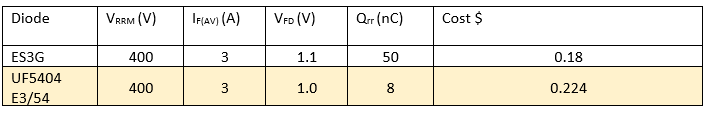 Diode VRRM (V) IF(AV) (A) VFD (V) Qrr (nC) Cost $
ES3G 400 3 1.1 50 0.18
UF5404 E3/54 400 3 1.0 8 0.224